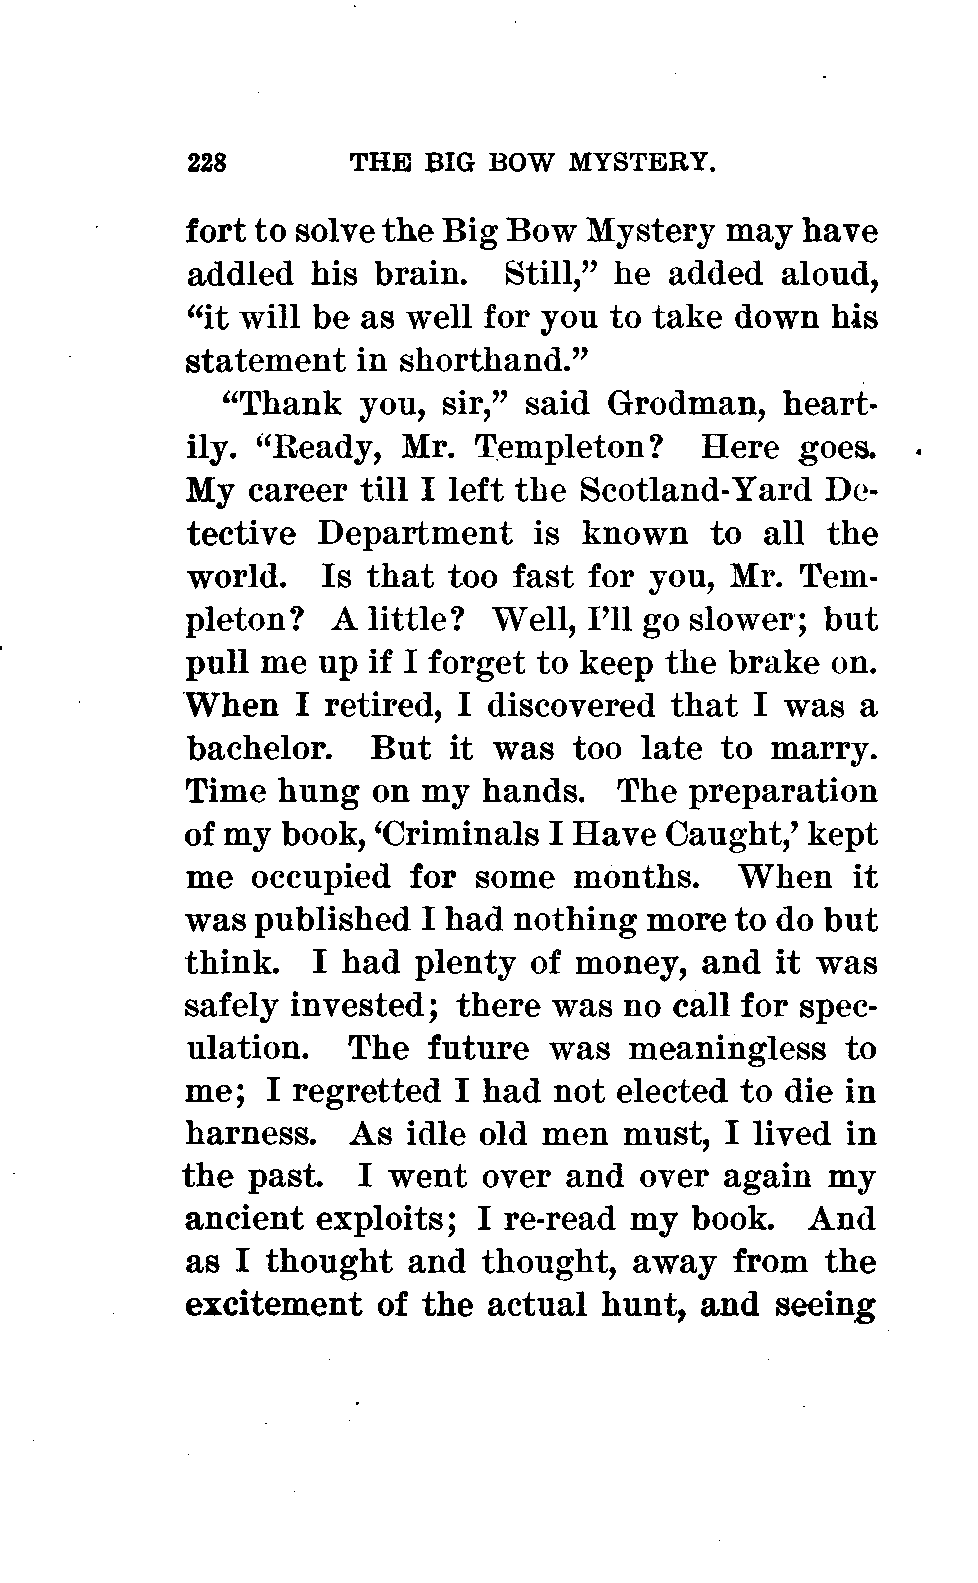 228 THE BIG BOW MYSTERY.
fort to solve the Big Bow Mystery may have
addled his brain. Still,” he added aloud,
“it will be as well for you to take down his
statement in shorthand.”
“Thank you, sir,” said Grodman, heart-
ily. “Ready, Mr. Templeton? Here goes.
My career till I left the Scotland-Yard De-
tective Department is known to all the
world. Is that too fast for you, Mr. Tem-
pleton? A little? Well, I’ll go slower; but
pull me up if I forget to keep the brake on.
When I retired, I discovered that I was a
bachelor. But it was too late to marry.
Time hung on my hands. The preparation
of my book, ‘Criminals I Have Caught,’ kept
me occupied for some months. When it
was published I had nothing more to do but
think. I had plenty of money, and it was
safely invested; there was no call for spec-
ulation. The future was meaningless to
me; I regretted I had not elected to die in
harness. As idle old men must, I lived in
the past. I went over and over again my
ancient exploits; I re-read my book. And
as I thought and thought, away from the
excitement of the actual hunt, and seeing